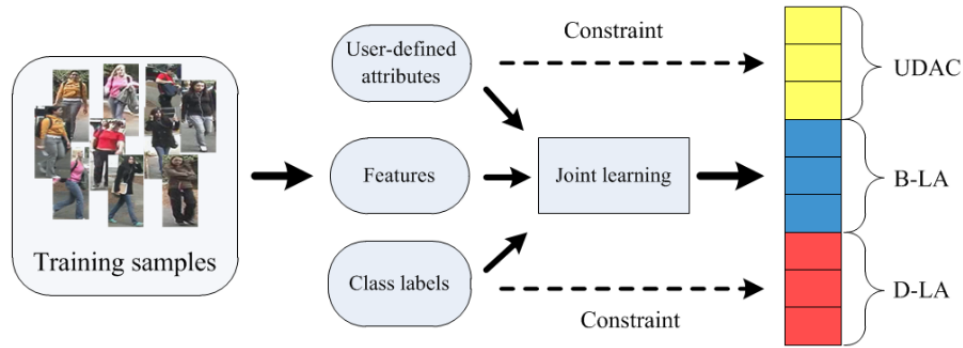 Training samples
User-defined
attributes
Features
Class labels
Constraint
Joint learning
Constraint
UDAC
B-LA
D-LA